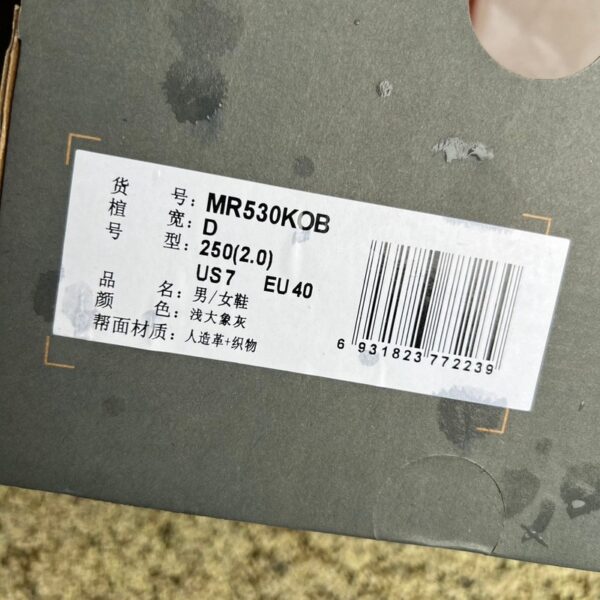 货 号：MR530KOB
楦 宽：D
号 型：250(2.0)
US7 EU 40
品 名：男/女鞋
颜 色：浅大象灰
帮面材质：人造革+织物
6 931823 772239